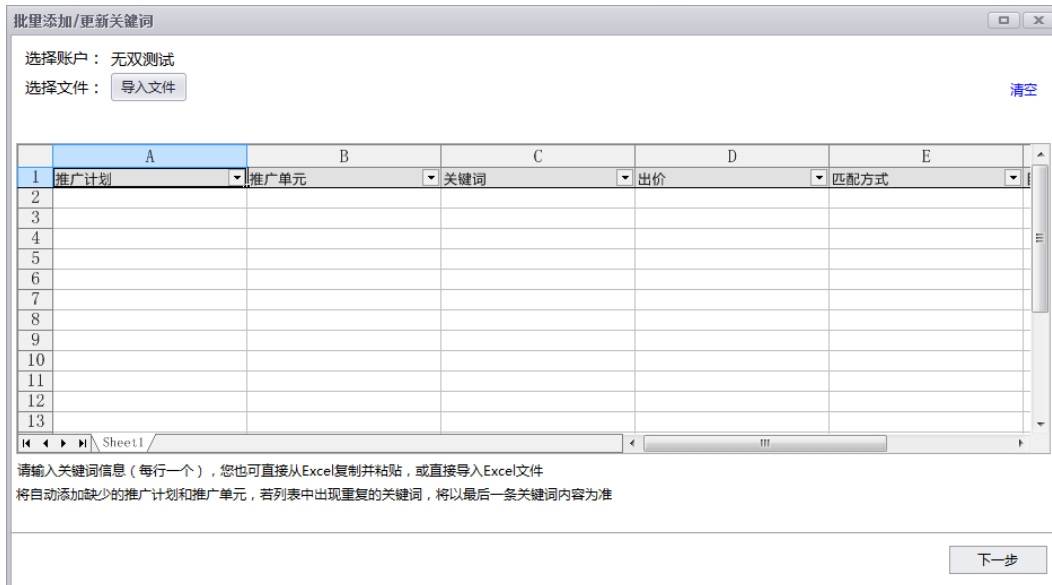 批里添加/更新关键词
选择账户： 无双测试
选择文件： 导入文件
清空
A B C D E
1 推广计划 推广单元 关键词 出价 匹配方式
2
3
4
5
6
7
8
9
10
11
12
13
Sheet1
请输入关键词信息（每行一个），您也可直接从Excel复制并粘贴，或直接导入Excel文件
将自动添加缺少的推广计划和推广单元，若列表中出现重复的关键词，将以最后一条关键词内容为准
下一步